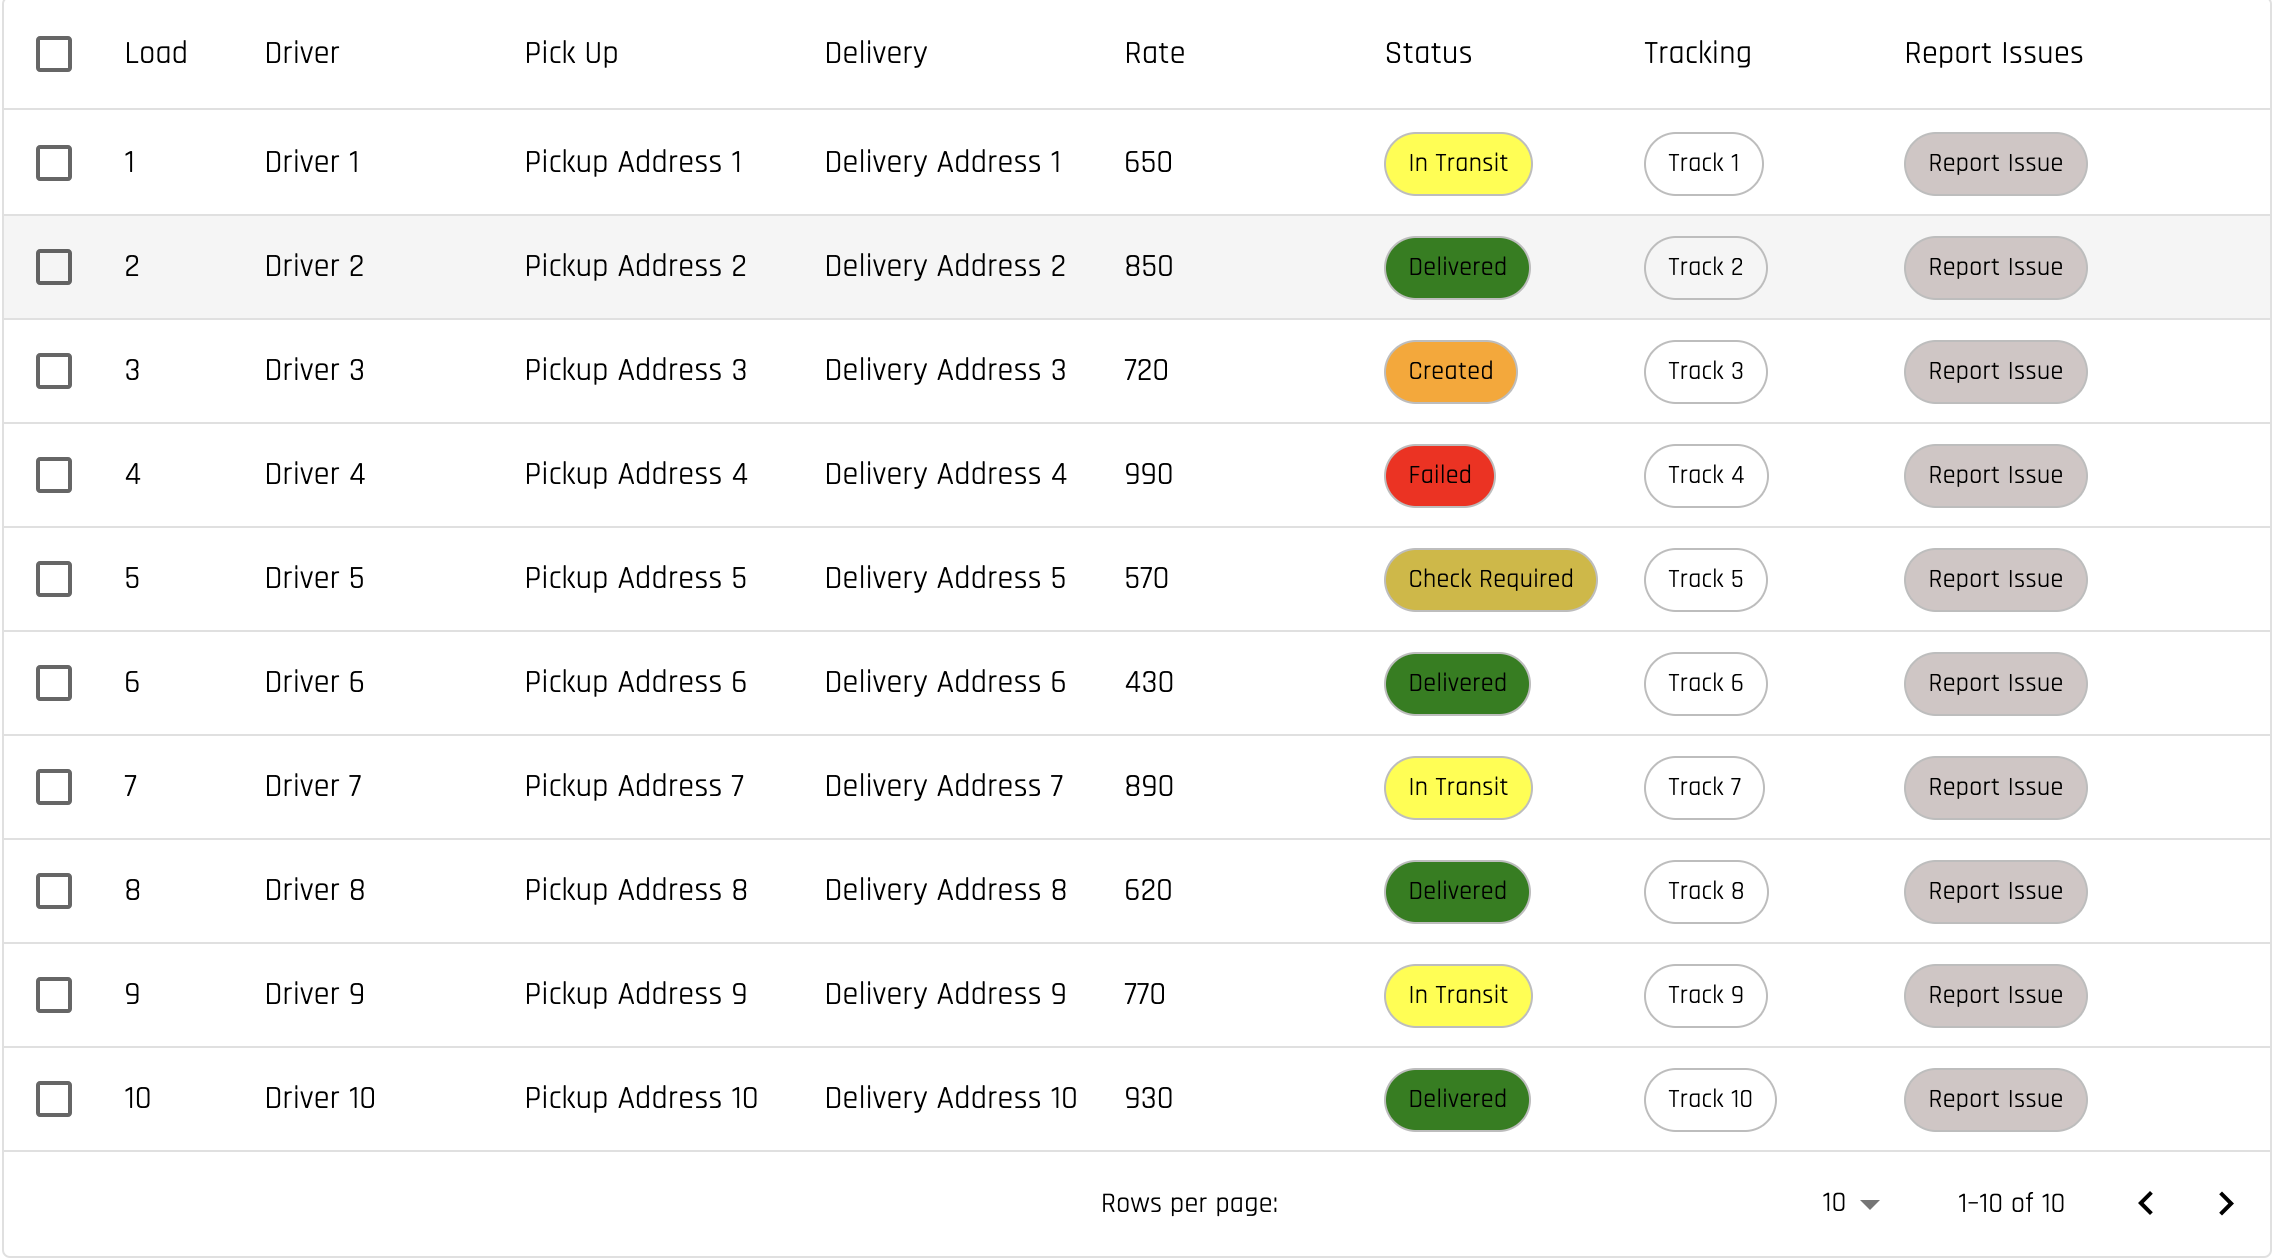 Load Driver Pick Up Delivery Rate Status Tracking Report Issues
1 Driver 1 Pickup Address 1 Delivery Address 1 650 In Transit Track 1 Report Issue
2 Driver 2 Pickup Address 2 Delivery Address 2 850 Delivered Track 2 Report Issue
3 Driver 3 Pickup Address 3 Delivery Address 3 720 Created Track 3 Report Issue
4 Driver 4 Pickup Address 4 Delivery Address 4 990 Failed Track 4 Report Issue
5 Driver 5 Pickup Address 5 Delivery Address 5 570 Check Required Track 5 Report Issue
6 Driver 6 Pickup Address 6 Delivery Address 6 430 Delivered Track 6 Report Issue
7 Driver 7 Pickup Address 7 Delivery Address 7 890 In Transit Track 7 Report Issue
8 Driver 8 Pickup Address 8 Delivery Address 8 620 Delivered Track 8 Report Issue
9 Driver 9 Pickup Address 9 Delivery Address 9 770 In Transit Track 9 Report Issue
10 Driver 10 Pickup Address 10 Delivery Address 10 930 Delivered Track 10 Report Issue
Rows per page: 10 1–10 of 10